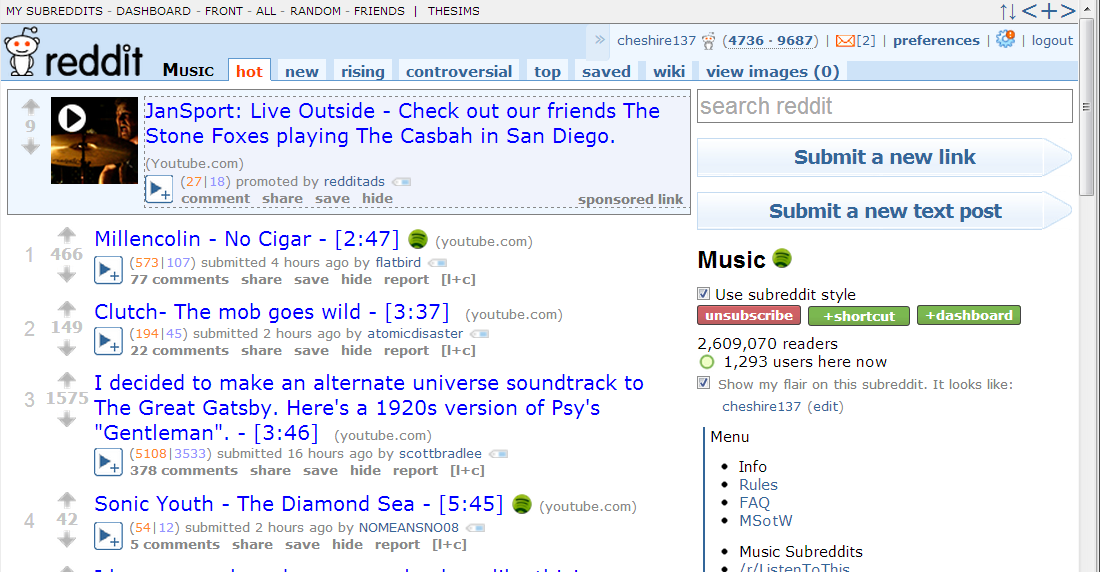 MY SUBREDDITS - DASHBOARD - FRONT - ALL - RANDOM - FRIENDS | THESIMS
reddit MUSIC hot new rising controversial top saved wiki view images (0)
» cheshire137 (4736 · 9687) | [2] | preferences | | logout
9
JanSport: Live Outside - Check out our friends The
Stone Foxes playing The Casbah in San Diego.
(Youtube.com)
(27|18) promoted by redditads
comment share save hide
sponsored link
1
466
Millencolin - No Cigar - [2:47] (youtube.com)
(573|107) submitted 4 hours ago by flatbird
77 comments share save hide report [l+c]
2
149
Clutch- The mob goes wild - [3:37] (youtube.com)
(194|45) submitted 2 hours ago by atomicdisaster
22 comments share save hide report [l+c]
3
1575
I decided to make an alternate universe soundtrack to
The Great Gatsby. Here's a 1920s version of Psy's
"Gentleman". - [3:46] (youtube.com)
(5108|3533) submitted 16 hours ago by scottbradlee
378 comments share save hide report [l+c]
4
42
Sonic Youth - The Diamond Sea - [5:45] (youtube.com)
(54|12) submitted 2 hours ago by NOMEANSNO08
5 comments share save hide report [l+c]
search reddit
Submit a new link
Submit a new text post
Music
Use subreddit style
unsubscribe +shortcut +dashboard
2,609,070 readers
1,293 users here now
Show my flair on this subreddit. It looks like:
cheshire137 (edit)
Menu
Info
Rules
FAQ
MSotW
Music Subreddits
/r/ListenToThis